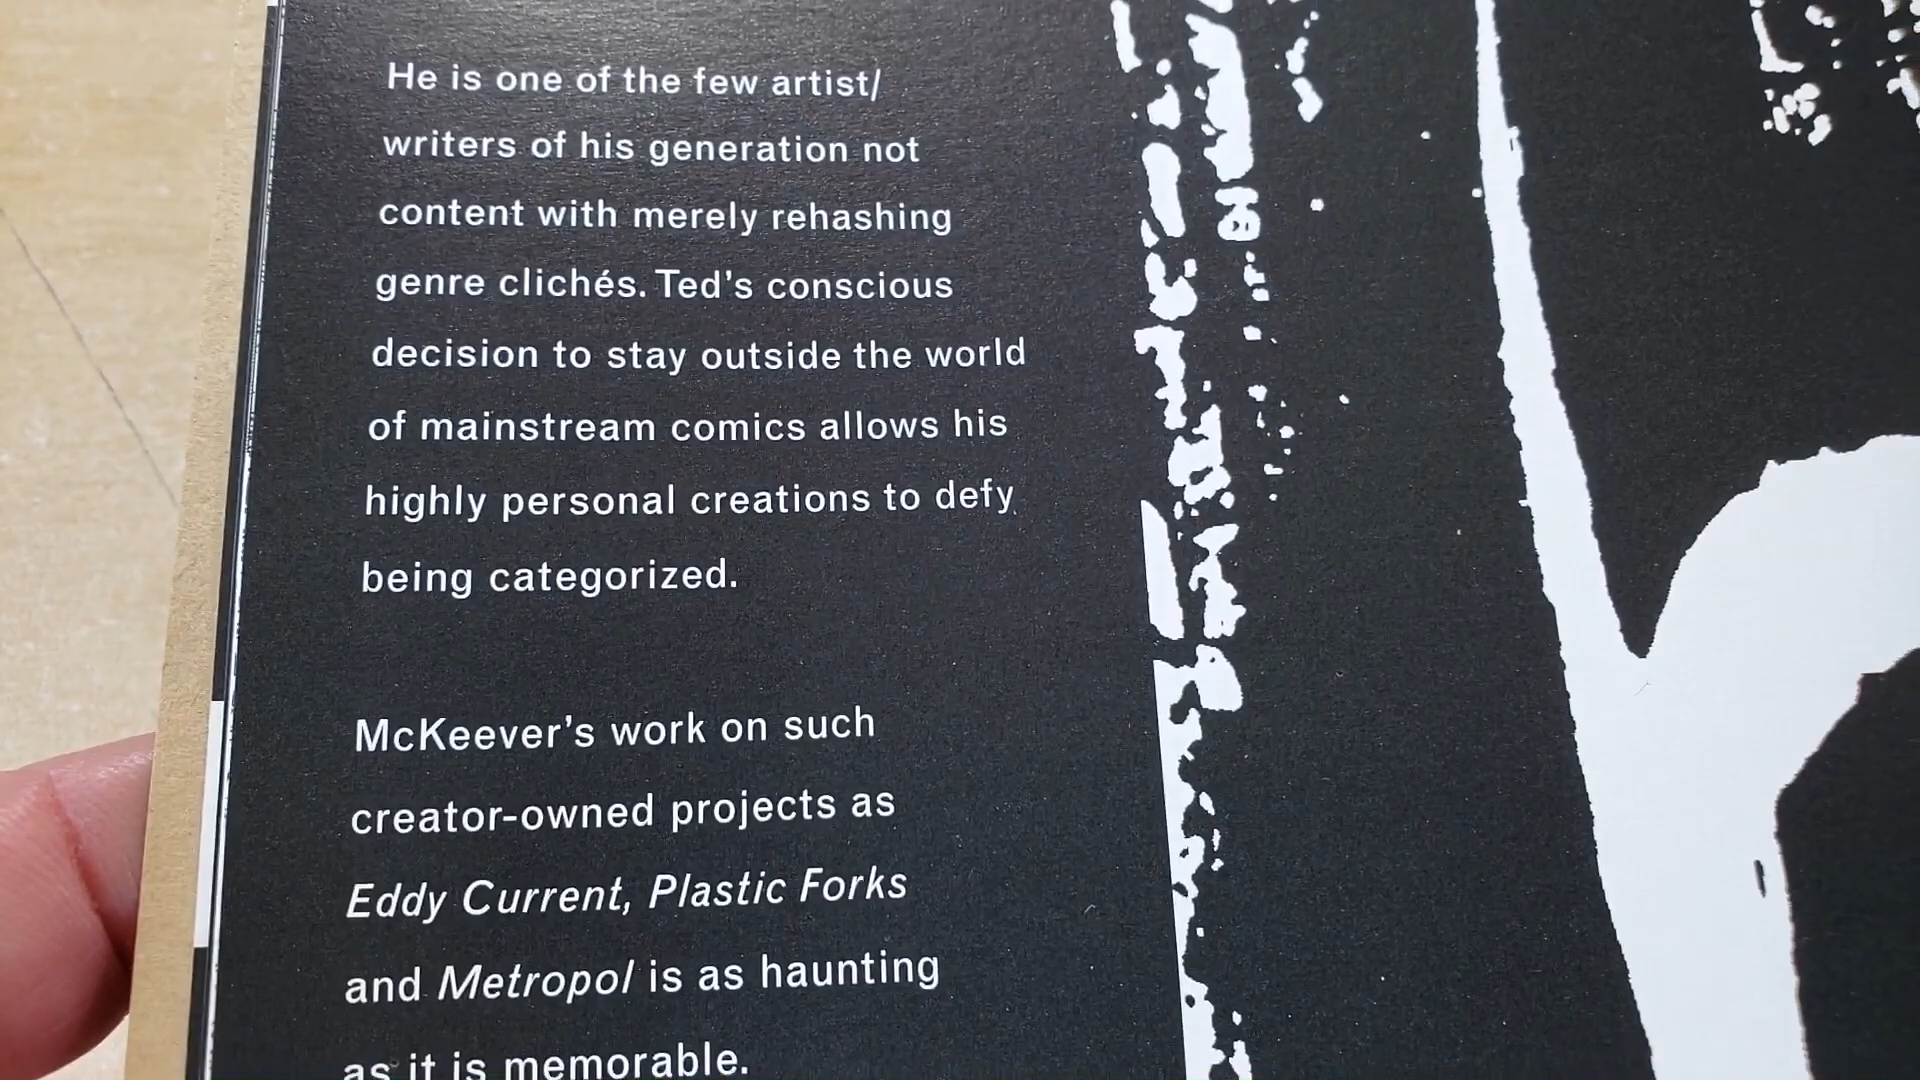 He is one of the few artist/
writers of his generation not
content with merely rehashing
genre clichés. Ted's conscious
decision to stay outside the world
of mainstream comics allows his
highly personal creations to defy
being categorized.
McKeever's work on such
creator-owned projects as
Eddy Current, Plastic Forks
and Metropol is as haunting
as it is memorable.